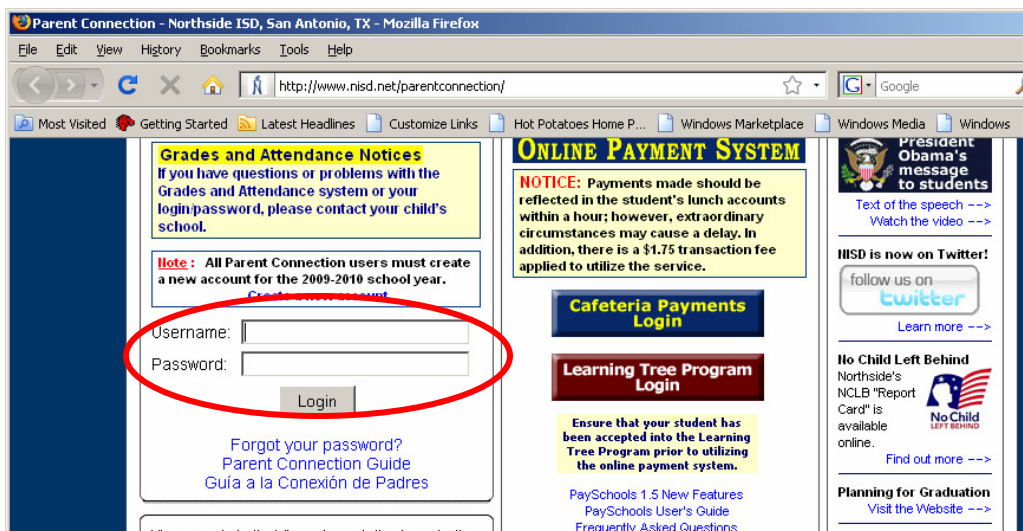 Parent Connection - Northside ISD, San Antonio, TX - Mozilla Firefox
File Edit View History Bookmarks Tools Help
http://www.nisd.net/parentconnection/
G Google
Most Visited Getting Started Latest Headlines Customize Links Hot Potatoes Home P... Windows Marketplace Windows Media Windows
Grades and Attendance Notices
If you have questions or problems with the
Grades and Attendance system or your
login/password, please contact your child's
school.
Note : All Parent Connection users must create
a new account for the 2009-2010 school year.
Create a new account
Username:
Password:
Login
Forgot your password?
Parent Connection Guide
Guía a la Conexión de Padres
ONLINE PAYMENT SYSTEM
NOTICE: Payments made should be
reflected in the student's lunch accounts
within a hour; however, extraordinary
circumstances may cause a delay. In
addition, there is a $1.75 transaction fee
applied to utilize the service.
Cafeteria Payments
Login
Learning Tree Program
Login
Ensure that your student has
been accepted into the Learning
Tree Program prior to utilizing
the online payment system.
PaySchools 1.5 New Features
PaySchools User's Guide
Frequently Asked Questions
President
Obama's
message
to students
Text of the speech -->
Watch the video -->
NISD is now on Twitter!
follow us on
twitter
Learn more -->
No Child Left Behind
Northside's
NCLB "Report
Card" is
available
online.
No Child
LEFT BEHIND
Find out more -->
Planning for Graduation
Visit the Website -->